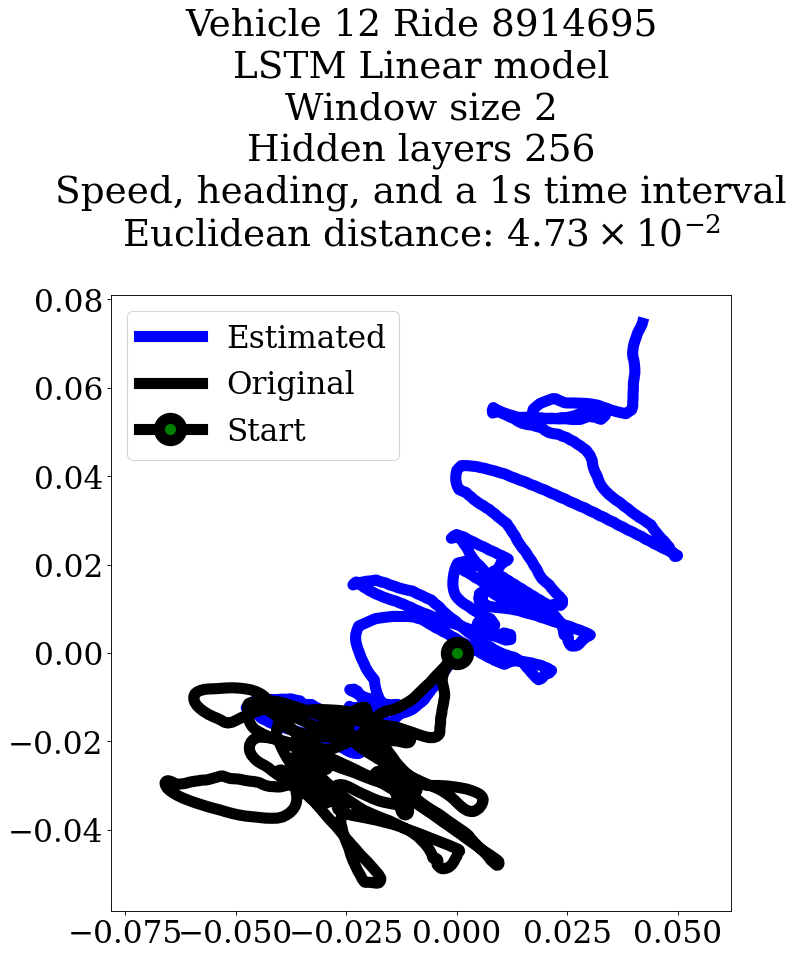 Vehicle 12 Ride 8914695
LSTM Linear model
Window size 2
Hidden layers 256
Speed, heading, and a 1s time interval
Euclidean distance: 4.73 × 10⁻²
0.08
0.06
0.04
0.02
0.00
−0.02
−0.04
Estimated
Original
Start
−0.075 −0.050 −0.025 0.000 0.025 0.050